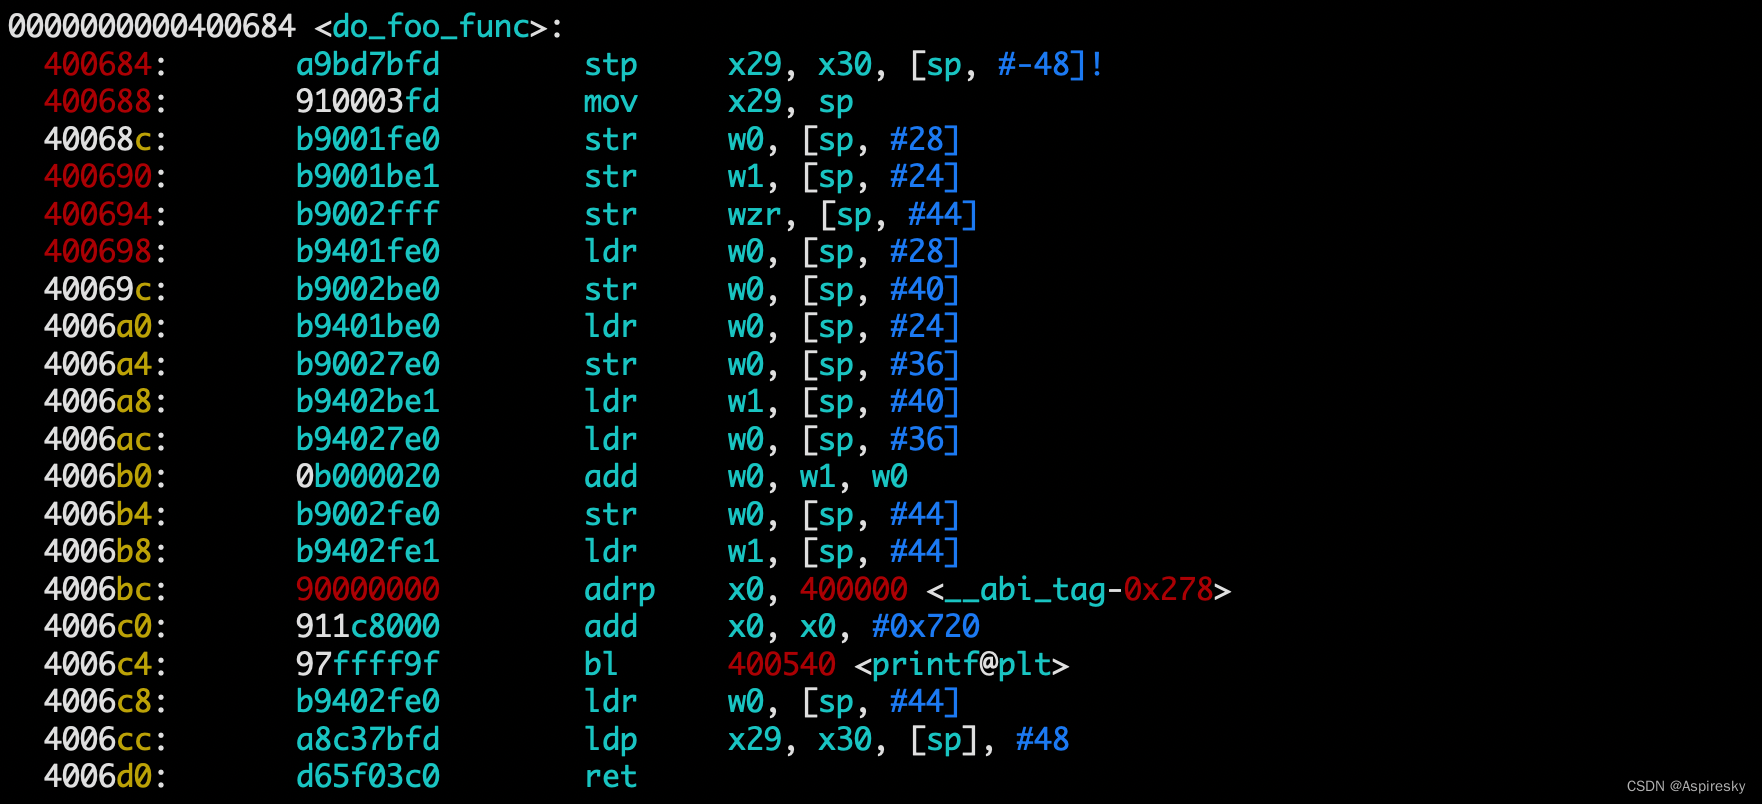 0000000000400684 <do_foo_func>:
400684: a9bd7bfd stp x29, x30, [sp, #-48]!
400688: 910003fd mov x29, sp
40068c: b9001fe0 str w0, [sp, #28]
400690: b9001be1 str w1, [sp, #24]
400694: b9002fff str wzr, [sp, #44]
400698: b9401fe0 ldr w0, [sp, #28]
40069c: b9002be0 str w0, [sp, #40]
4006a0: b9401be0 ldr w0, [sp, #24]
4006a4: b90027e0 str w0, [sp, #36]
4006a8: b9402be1 ldr w1, [sp, #40]
4006ac: b94027e0 ldr w0, [sp, #36]
4006b0: 0b000020 add w0, w1, w0
4006b4: b9002fe0 str w0, [sp, #44]
4006b8: b9402fe1 ldr w1, [sp, #44]
4006bc: 90000000 adrp x0, 400000 <__abi_tag-0x278>
4006c0: 911c8000 add x0, x0, #0x720
4006c4: 97ffff9f bl 400540 <printf@plt>
4006c8: b9402fe0 ldr w0, [sp, #44]
4006cc: a8c37bfd ldp x29, x30, [sp], #48
4006d0: d65f03c0 ret
CSDN @Aspiresky